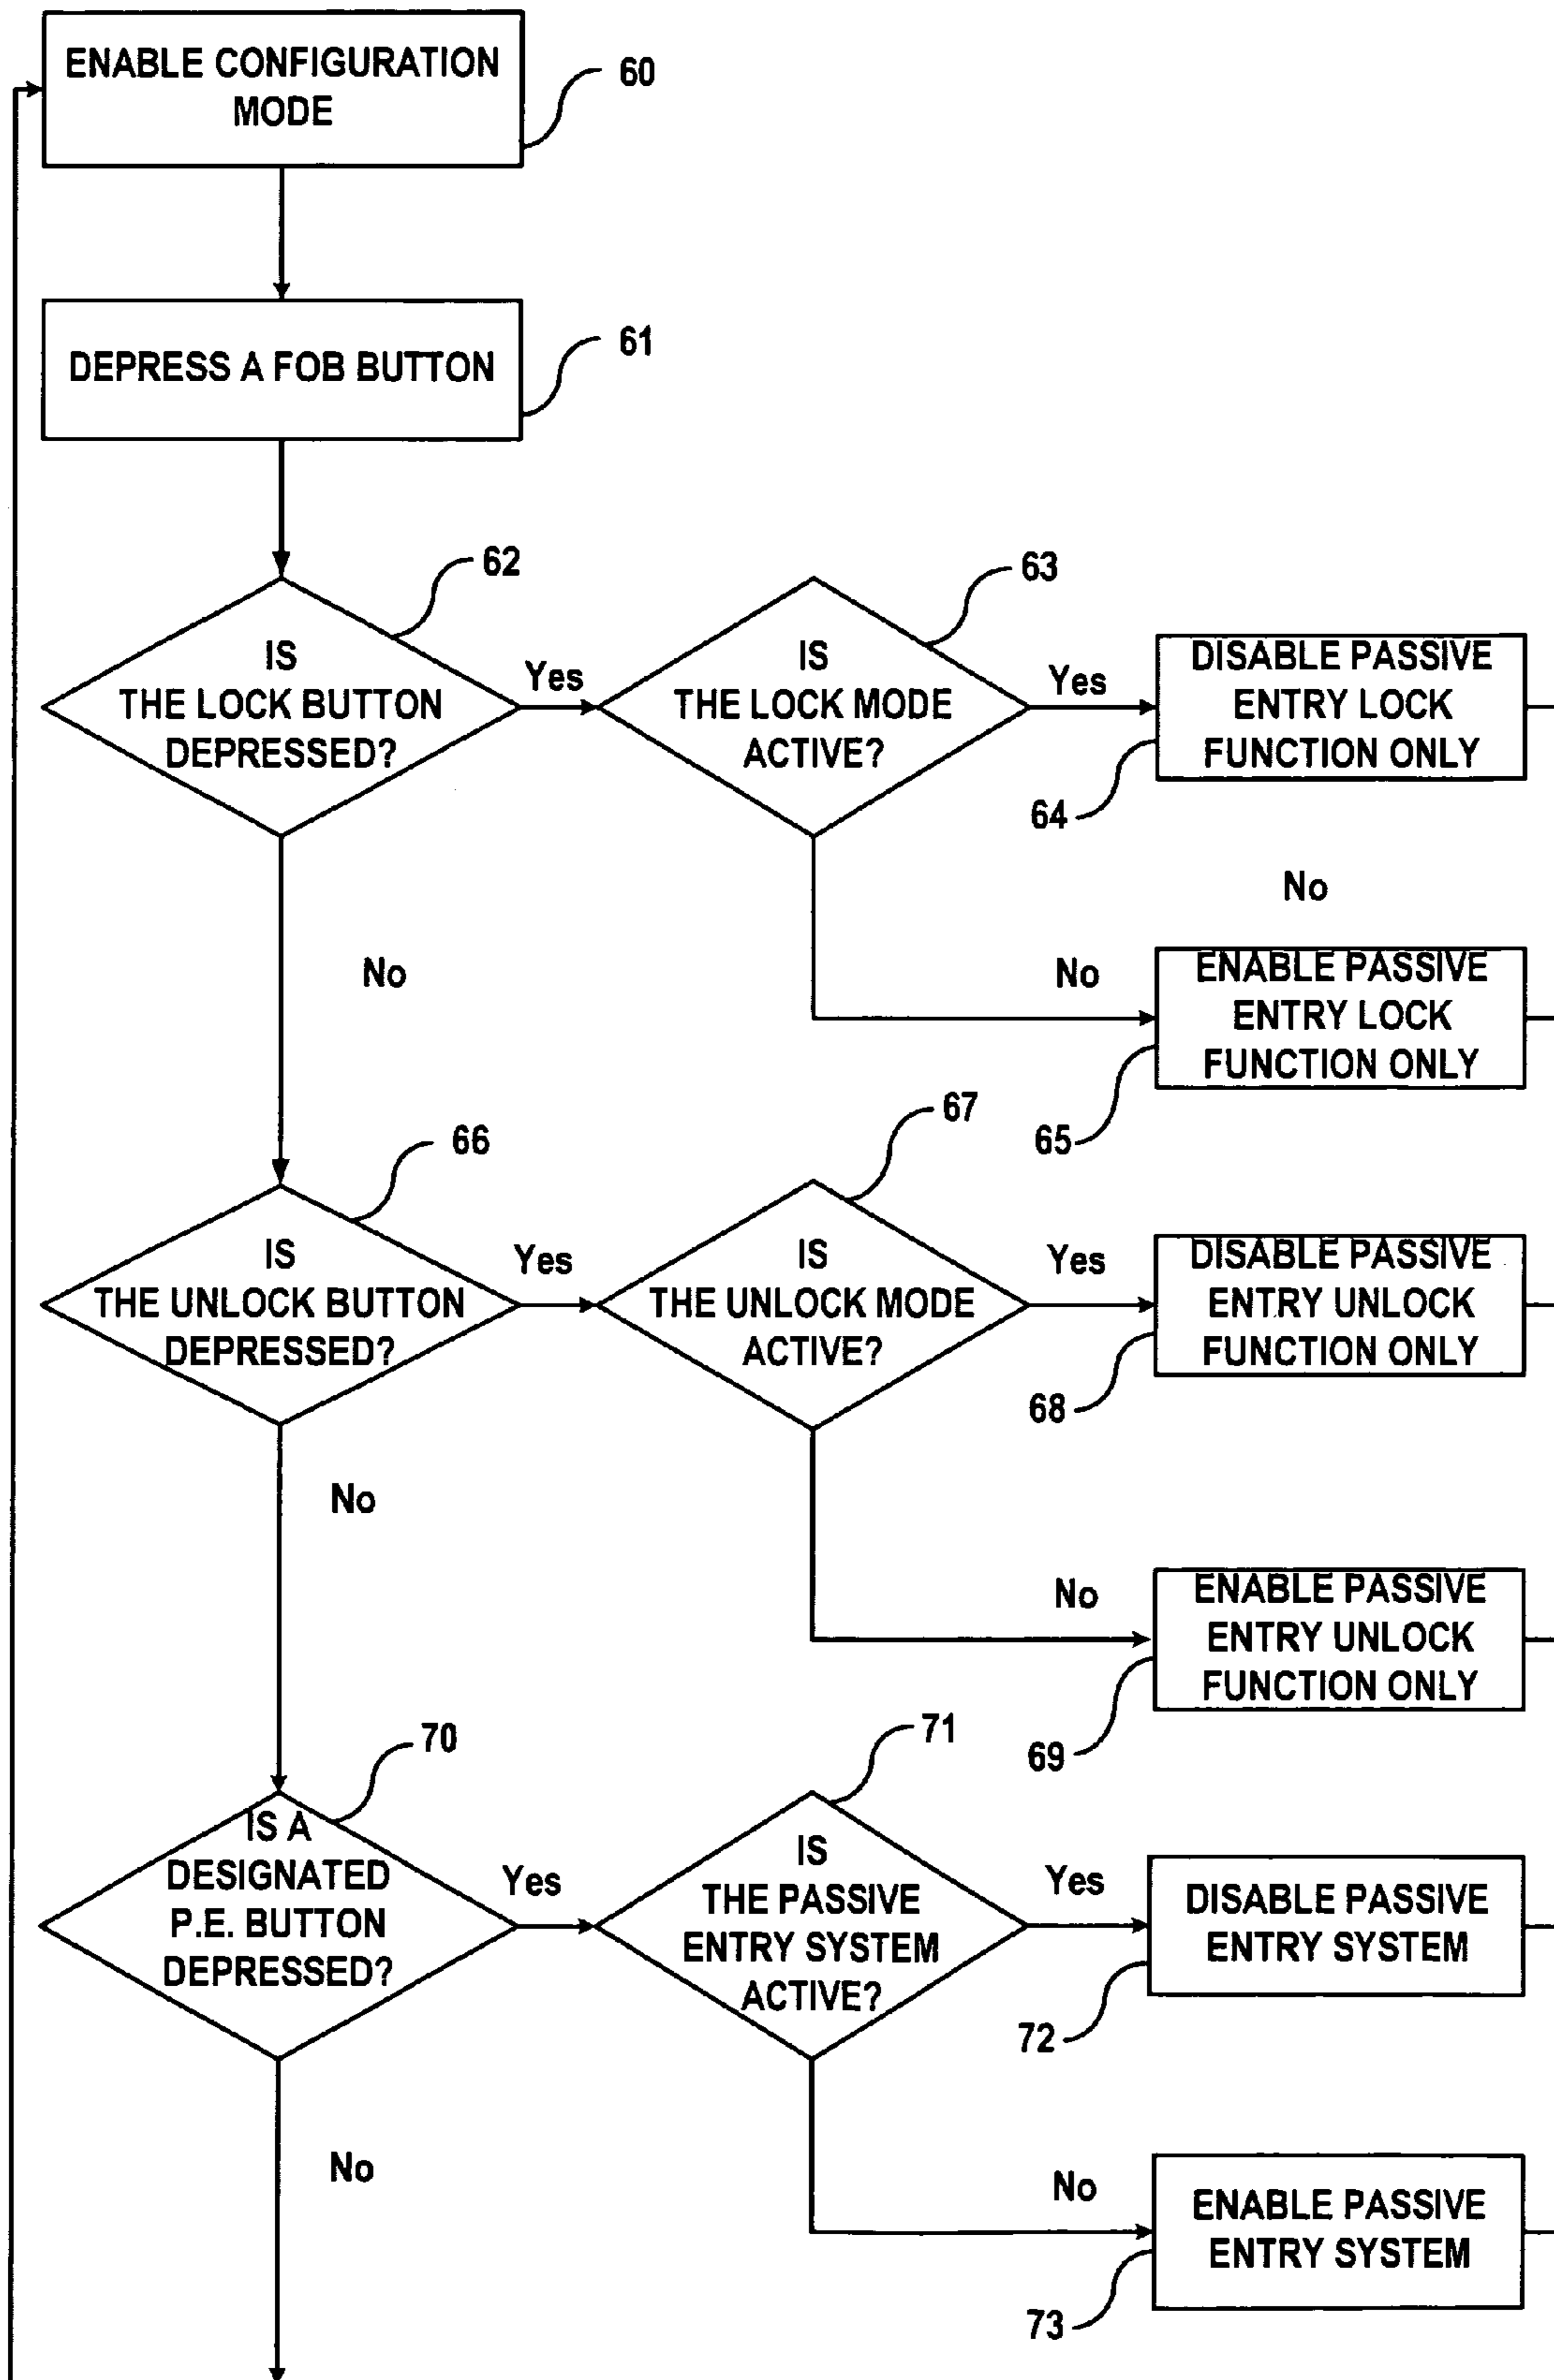 ENABLE CONFIGURATION
MODE
60
DEPRESS A FOB BUTTON
61
62
IS
THE LOCK BUTTON
DEPRESSED?
Yes
63
IS
THE LOCK MODE
ACTIVE?
Yes
DISABLE PASSIVE
ENTRY LOCK
FUNCTION ONLY
64
No
No
No
ENABLE PASSIVE
ENTRY LOCK
FUNCTION ONLY
65
66
IS
THE UNLOCK BUTTON
DEPRESSED?
Yes
67
IS
THE UNLOCK MODE
ACTIVE?
Yes
DISABLE PASSIVE
ENTRY UNLOCK
FUNCTION ONLY
68
No
No
ENABLE PASSIVE
ENTRY UNLOCK
FUNCTION ONLY
69
70
IS A
DESIGNATED
P.E. BUTTON
DEPRESSED?
Yes
71
IS
THE PASSIVE
ENTRY SYSTEM
ACTIVE?
Yes
DISABLE PASSIVE
ENTRY SYSTEM
72
No
No
ENABLE PASSIVE
ENTRY SYSTEM
73